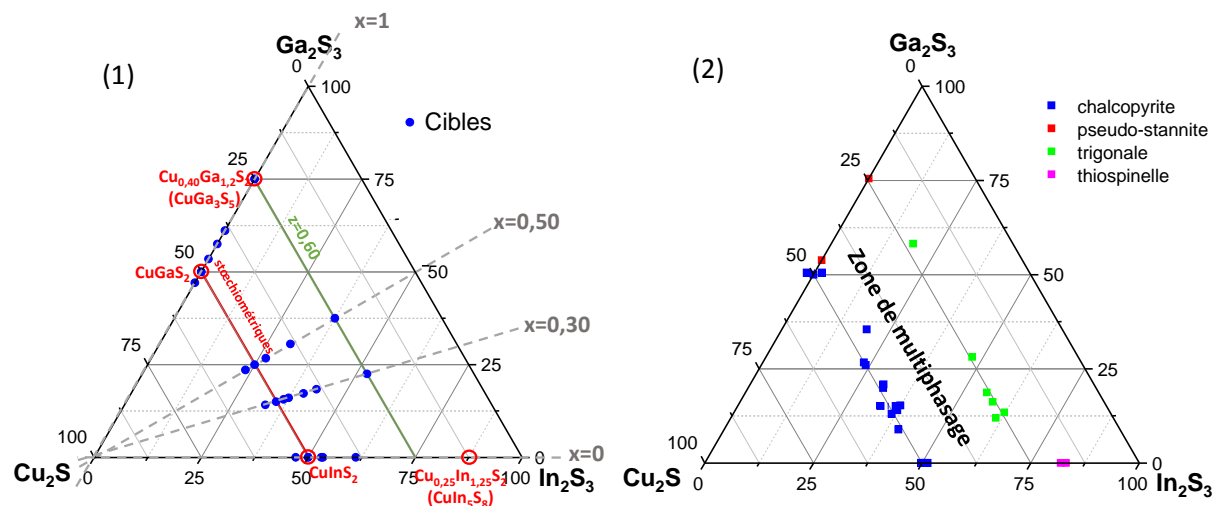 (1)
x=1
Ga₂S₃
0
100
Cibles
25
75
Cu₀,₄₀Ga₁,₂S₂
(CuGa₃S₅)
z=0,60
x=0,50
50
50
CuGaS₂
stœchiométriques
x=0,30
75
25
100
0
x=0
Cu₂S
25
50
75
100
In₂S₃
CuInS₂
Cu₀,₂₅In₁,₂₅S₂
(CuIn₅S₈)
(2)
Ga₂S₃
0
100
chalcopyrite
pseudo-stannite
trigonale
thiospinelle
25
75
50
50
Zone de multiphasage
75
25
100
0
Cu₂S
25
50
75
100
In₂S₃